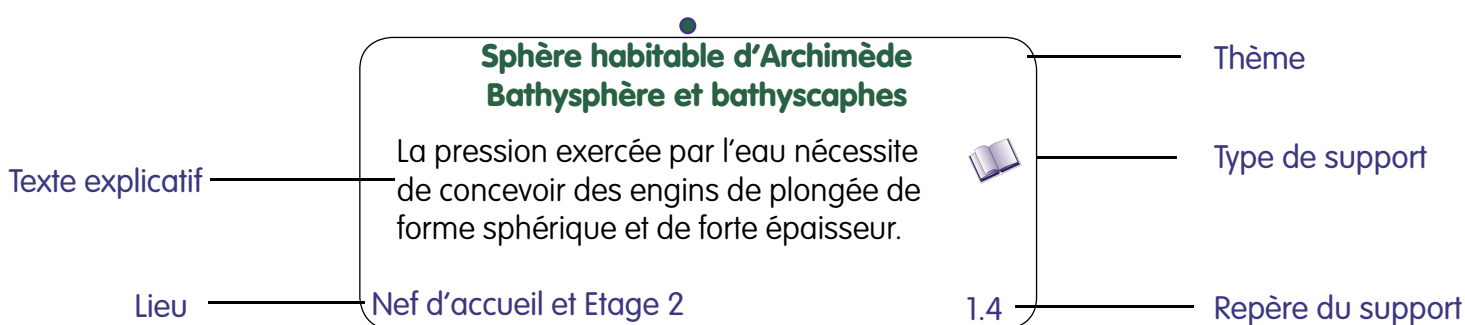 Sphère habitable d'Archimède
Bathysphère et bathyscaphes
Thème
La pression exercée par l'eau nécessite
de concevoir des engins de plongée de
forme sphérique et de forte épaisseur.
Type de support
Texte explicatif
Lieu
Nef d'accueil et Etage 2
1.4
Repère du support